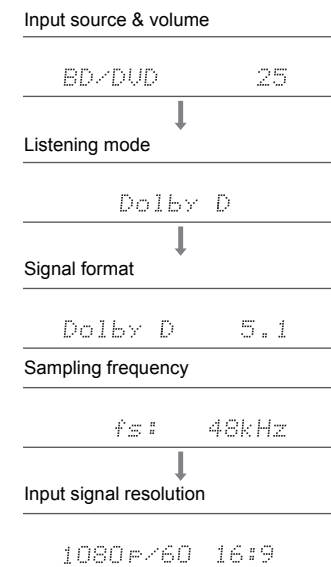 Input source & volume
BD/DVD 25
Listening mode
Dolby D
Signal format
Dolby D 5.1
Sampling frequency
fs: 48kHz
Input signal resolution
1080p/60 16:9